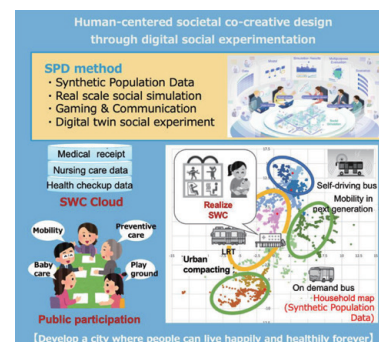 Human-centered societal co-creative design
through digital social experimentation
SPD method
・Synthetic Population Data
・Real scale social simulation
・Gaming & Communication
・Digital twin social experiment
Medical receipt
Nursing care data
Health checkup data
SWC Cloud
Mobility
Preventive
care
Baby
care
Play
ground
Public participation
Realize
SWC
Self-driving bus
Mobility in
next generation
LRT
Urban
compacting
On demand bus
Household map
(Synthetic Population
Data)
【Develop a city where people can live happily and healthily forever】